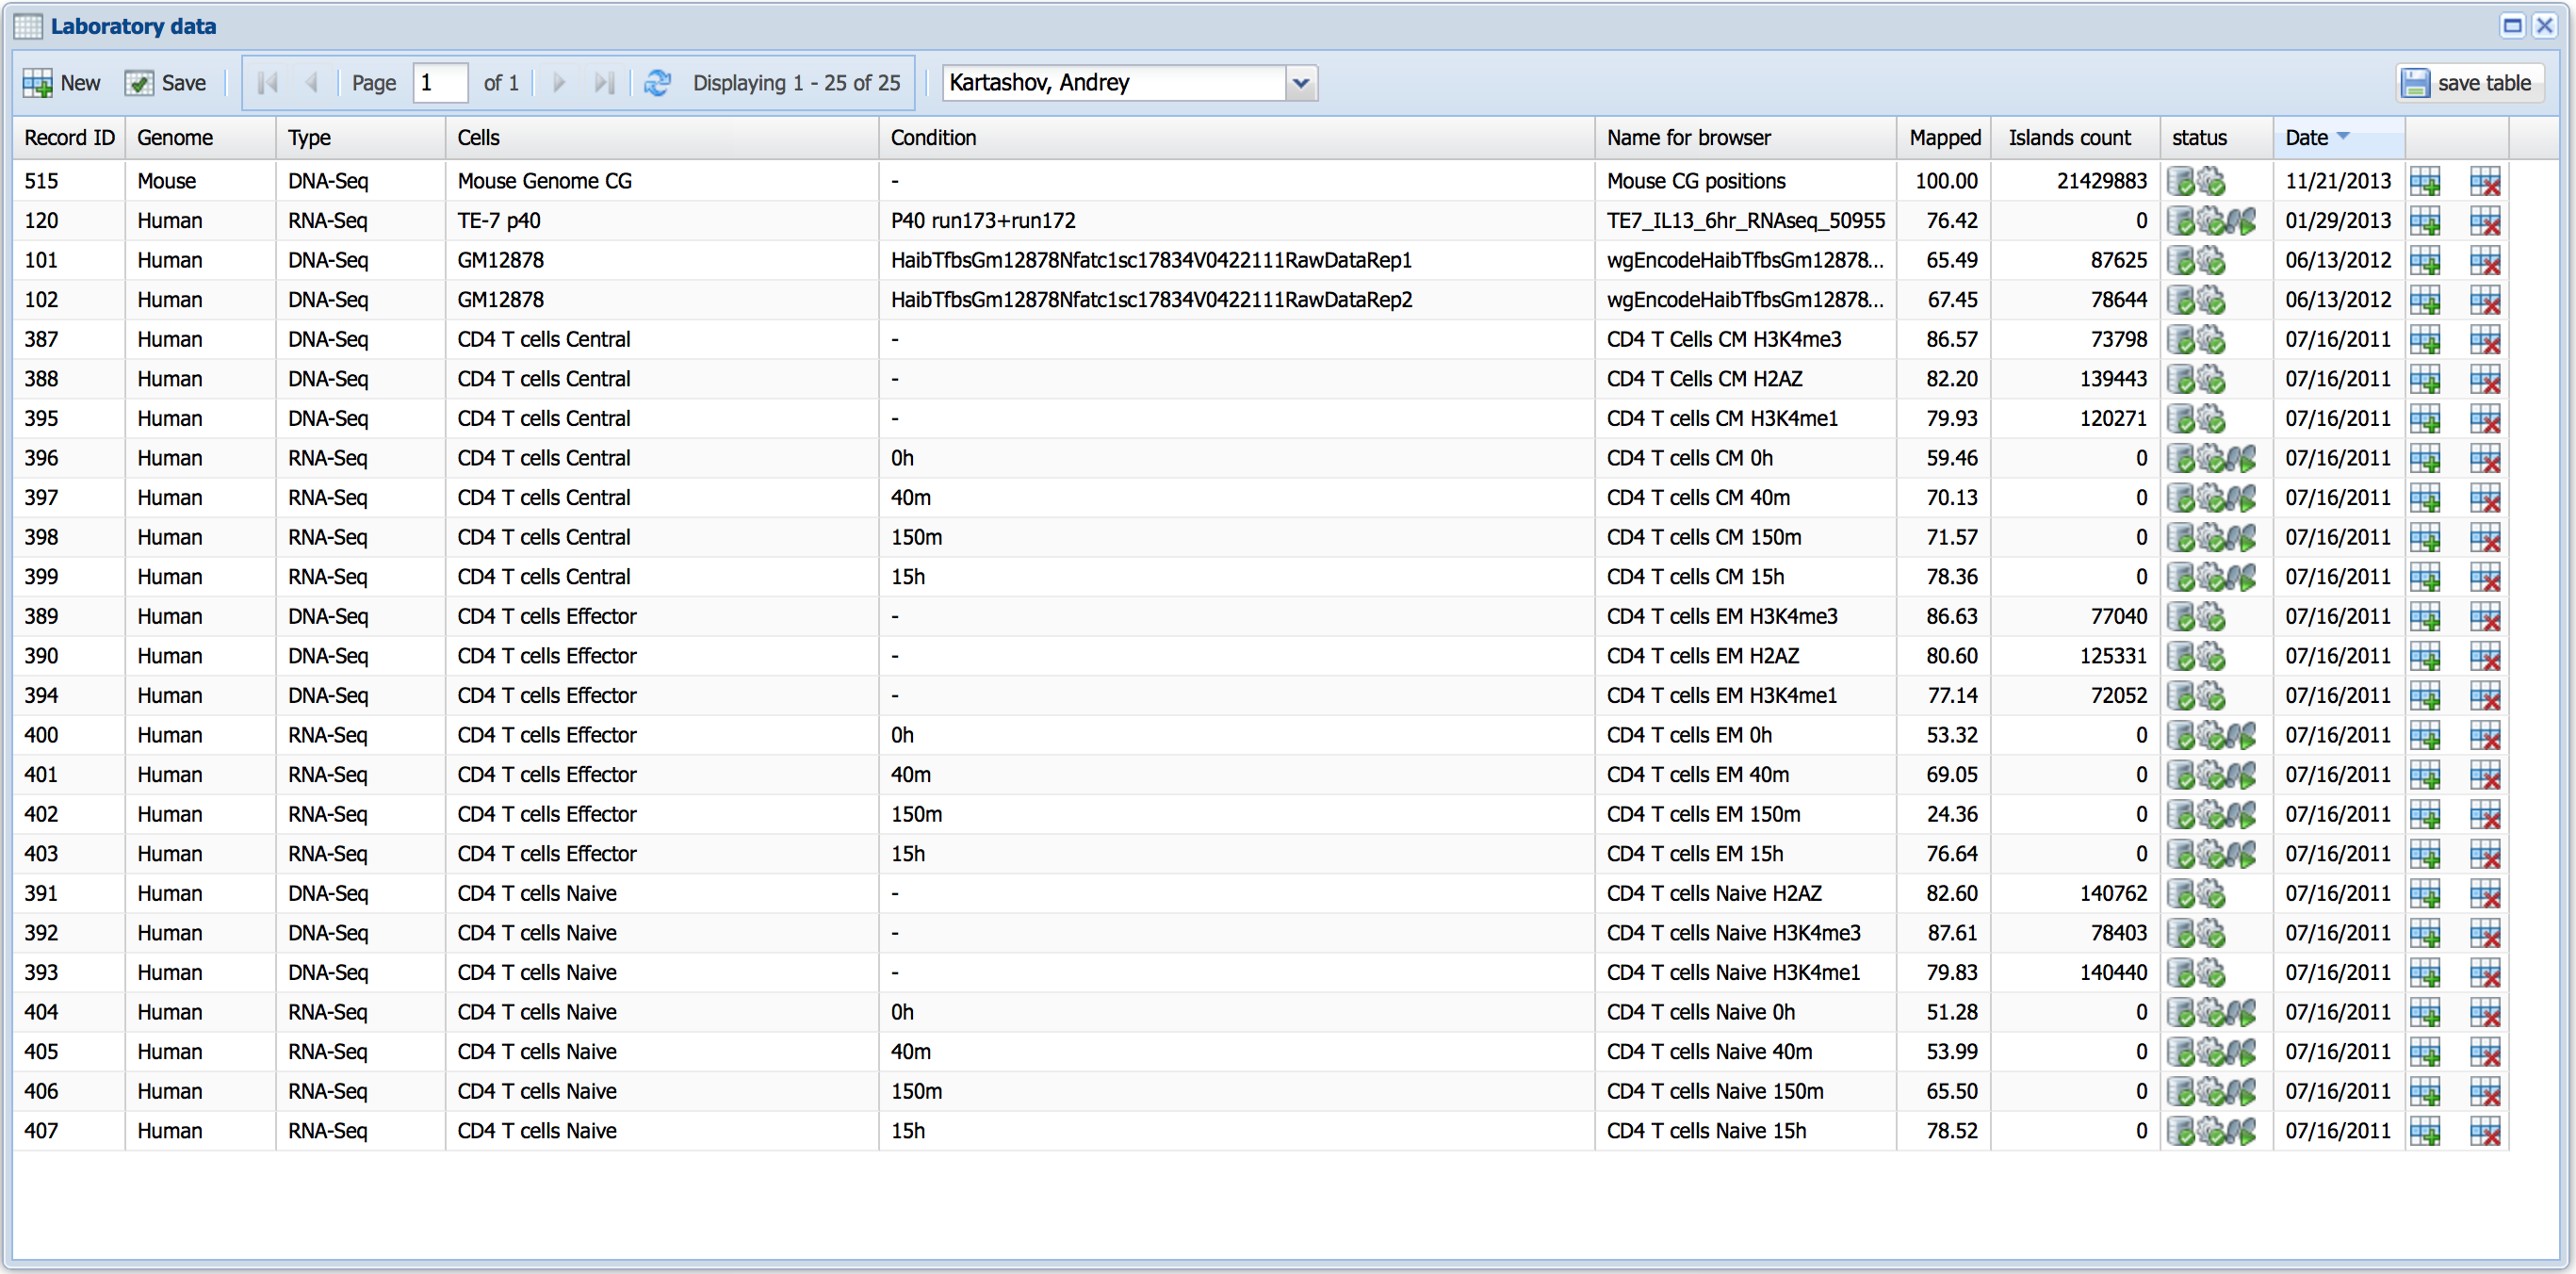 Laboratory data
New Save Page 1 of 1 Displaying 1 - 25 of 25 Kartashov, Andrey save table
Record ID Genome Type Cells Condition Name for browser Mapped Islands count status Date
515 Mouse DNA-Seq Mouse Genome CG - Mouse CG positions 100.00 21429883 11/21/2013
120 Human RNA-Seq TE-7 p40 P40 run173+run172 TE7_IL13_6hr_RNAseq_50955 76.42 0 01/29/2013
101 Human DNA-Seq GM12878 HaibTfbsGm12878Nfatc1sc17834V0422111RawDataRep1 wgEncodeHaibTfbsGm12878... 65.49 87625 06/13/2012
102 Human DNA-Seq GM12878 HaibTfbsGm12878Nfatc1sc17834V0422111RawDataRep2 wgEncodeHaibTfbsGm12878... 67.45 78644 06/13/2012
387 Human DNA-Seq CD4 T cells Central - CD4 T Cells CM H3K4me3 86.57 73798 07/16/2011
388 Human DNA-Seq CD4 T cells Central - CD4 T Cells CM H2AZ 82.20 139443 07/16/2011
395 Human DNA-Seq CD4 T cells Central - CD4 T cells CM H3K4me1 79.93 120271 07/16/2011
396 Human RNA-Seq CD4 T cells Central 0h CD4 T cells CM 0h 59.46 0 07/16/2011
397 Human RNA-Seq CD4 T cells Central 40m CD4 T cells CM 40m 70.13 0 07/16/2011
398 Human RNA-Seq CD4 T cells Central 150m CD4 T cells CM 150m 71.57 0 07/16/2011
399 Human RNA-Seq CD4 T cells Central 15h CD4 T cells CM 15h 78.36 0 07/16/2011
389 Human DNA-Seq CD4 T cells Effector - CD4 T cells EM H3K4me3 86.63 77040 07/16/2011
390 Human DNA-Seq CD4 T cells Effector - CD4 T cells EM H2AZ 80.60 125331 07/16/2011
394 Human DNA-Seq CD4 T cells Effector - CD4 T cells EM H3K4me1 77.14 72052 07/16/2011
400 Human RNA-Seq CD4 T cells Effector 0h CD4 T cells EM 0h 53.32 0 07/16/2011
401 Human RNA-Seq CD4 T cells Effector 40m CD4 T cells EM 40m 69.05 0 07/16/2011
402 Human RNA-Seq CD4 T cells Effector 150m CD4 T cells EM 150m 24.36 0 07/16/2011
403 Human RNA-Seq CD4 T cells Effector 15h CD4 T cells EM 15h 76.64 0 07/16/2011
391 Human DNA-Seq CD4 T cells Naive - CD4 T cells Naive H2AZ 82.60 140762 07/16/2011
392 Human DNA-Seq CD4 T cells Naive - CD4 T cells Naive H3K4me3 87.61 78403 07/16/2011
393 Human DNA-Seq CD4 T cells Naive - CD4 T cells Naive H3K4me1 79.83 140440 07/16/2011
404 Human RNA-Seq CD4 T cells Naive 0h CD4 T cells Naive 0h 51.28 0 07/16/2011
405 Human RNA-Seq CD4 T cells Naive 40m CD4 T cells Naive 40m 53.99 0 07/16/2011
406 Human RNA-Seq CD4 T cells Naive 150m CD4 T cells Naive 150m 65.50 0 07/16/2011
407 Human RNA-Seq CD4 T cells Naive 15h CD4 T cells Naive 15h 78.52 0 07/16/2011